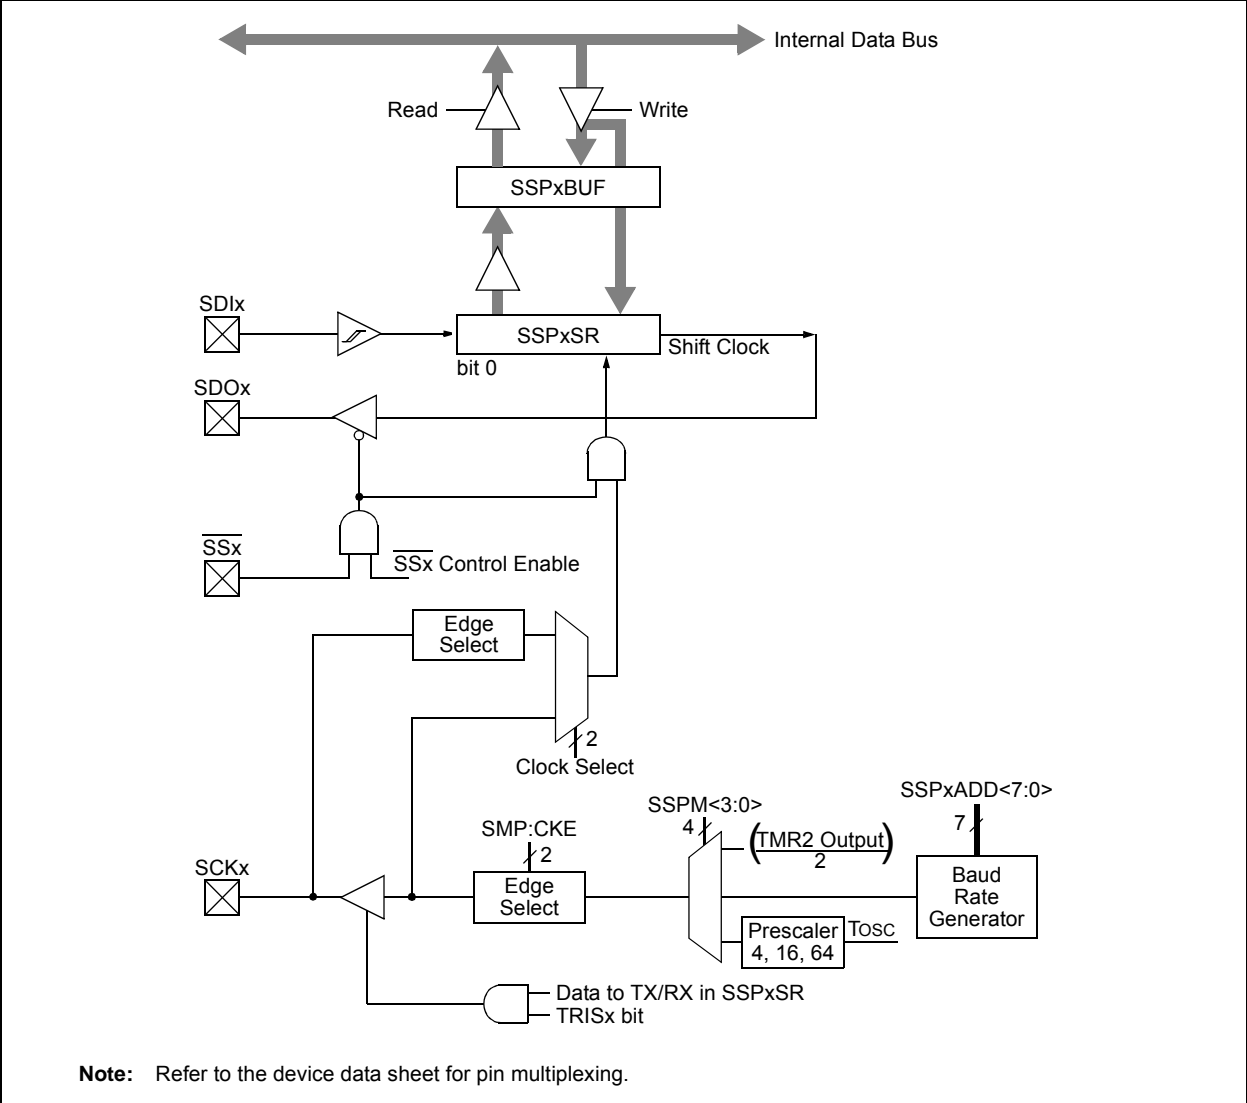 Internal Data Bus
Read
Write
SSPxBUF
SDIx
SSPxSR
Shift Clock
bit 0
SDOx
SSx
SSx Control Enable
Edge
Select
2
Clock Select
SSPxADD<7:0>
SSPM<3:0>
7
4
(TMR2 Output)
2
SMP:CKE
2
SCKx
Edge
Select
Baud
Rate
Generator
Prescaler
4, 16, 64
TOSC
Data to TX/RX in SSPxSR
TRISx bit
Note: Refer to the device data sheet for pin multiplexing.